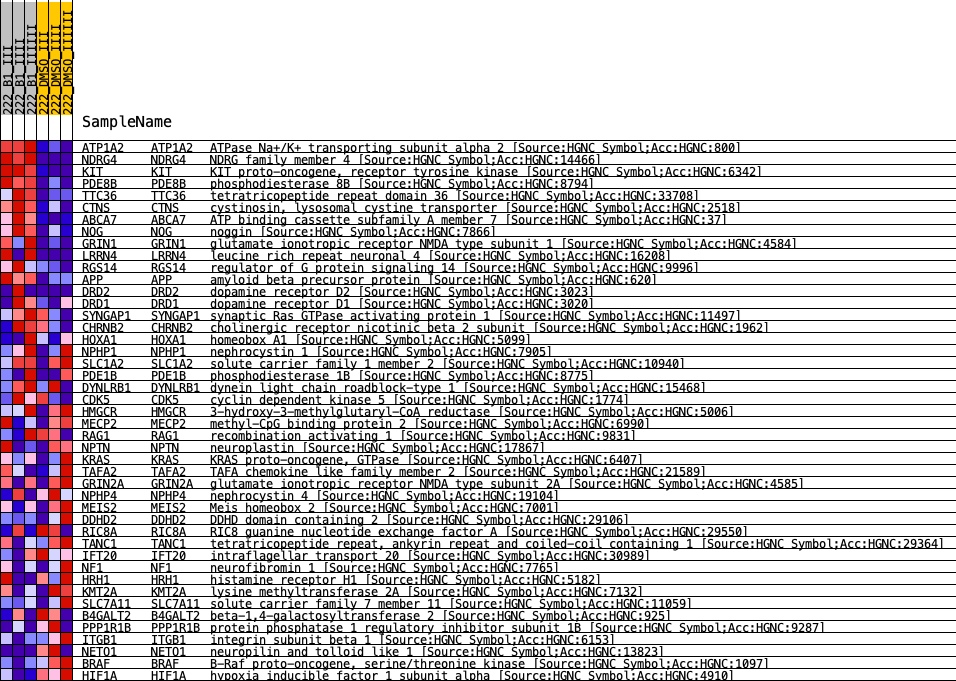 222_B1_III
222_B1_IIII
222_B1_IIIIII
222_DMSO_III
222_DMSO_IIII
222_DMSO_IIIIII
SampleName
ATP1A2 ATP1A2 ATPase Na+/K+ transporting subunit alpha 2 [Source:HGNC Symbol;Acc:HGNC:800]
NDRG4 NDRG4 NDRG family member 4 [Source:HGNC Symbol;Acc:HGNC:14466]
KIT KIT KIT proto-oncogene, receptor tyrosine kinase [Source:HGNC Symbol;Acc:HGNC:6342]
PDE8B PDE8B phosphodiesterase 8B [Source:HGNC Symbol;Acc:HGNC:8794]
TTC36 TTC36 tetratricopeptide repeat domain 36 [Source:HGNC Symbol;Acc:HGNC:33708]
CTNS CTNS cystinosin, lysosomal cystine transporter [Source:HGNC Symbol;Acc:HGNC:2518]
ABCA7 ABCA7 ATP binding cassette subfamily A member 7 [Source:HGNC Symbol;Acc:HGNC:37]
NOG NOG noggin [Source:HGNC Symbol;Acc:HGNC:7866]
GRIN1 GRIN1 glutamate ionotropic receptor NMDA type subunit 1 [Source:HGNC Symbol;Acc:HGNC:4584]
LRRN4 LRRN4 leucine rich repeat neuronal 4 [Source:HGNC Symbol;Acc:HGNC:16208]
RGS14 RGS14 regulator of G protein signaling 14 [Source:HGNC Symbol;Acc:HGNC:9996]
APP APP amyloid beta precursor protein [Source:HGNC Symbol;Acc:HGNC:620]
DRD2 DRD2 dopamine receptor D2 [Source:HGNC Symbol;Acc:HGNC:3023]
DRD1 DRD1 dopamine receptor D1 [Source:HGNC Symbol;Acc:HGNC:3020]
SYNGAP1 SYNGAP1 synaptic Ras GTPase activating protein 1 [Source:HGNC Symbol;Acc:HGNC:11497]
CHRNB2 CHRNB2 cholinergic receptor nicotinic beta 2 subunit [Source:HGNC Symbol;Acc:HGNC:1962]
HOXA1 HOXA1 homeobox A1 [Source:HGNC Symbol;Acc:HGNC:5099]
NPHP1 NPHP1 nephrocystin 1 [Source:HGNC Symbol;Acc:HGNC:7905]
SLC1A2 SLC1A2 solute carrier family 1 member 2 [Source:HGNC Symbol;Acc:HGNC:10940]
PDE1B PDE1B phosphodiesterase 1B [Source:HGNC Symbol;Acc:HGNC:8775]
DYNLRB1 DYNLRB1 dynein light chain roadblock-type 1 [Source:HGNC Symbol;Acc:HGNC:15468]
CDK5 CDK5 cyclin dependent kinase 5 [Source:HGNC Symbol;Acc:HGNC:1774]
HMGCR HMGCR 3-hydroxy-3-methylglutaryl-CoA reductase [Source:HGNC Symbol;Acc:HGNC:5006]
MECP2 MECP2 methyl-CpG binding protein 2 [Source:HGNC Symbol;Acc:HGNC:6990]
RAG1 RAG1 recombination activating 1 [Source:HGNC Symbol;Acc:HGNC:9831]
NPTN NPTN neuroplastin [Source:HGNC Symbol;Acc:HGNC:17867]
KRAS KRAS KRAS proto-oncogene, GTPase [Source:HGNC Symbol;Acc:HGNC:6407]
TAFA2 TAFA2 TAFA chemokine like family member 2 [Source:HGNC Symbol;Acc:HGNC:21589]
GRIN2A GRIN2A glutamate ionotropic receptor NMDA type subunit 2A [Source:HGNC Symbol;Acc:HGNC:4585]
NPHP4 NPHP4 nephrocystin 4 [Source:HGNC Symbol;Acc:HGNC:19104]
MEIS2 MEIS2 Meis homeobox 2 [Source:HGNC Symbol;Acc:HGNC:7001]
DDHD2 DDHD2 DDHD domain containing 2 [Source:HGNC Symbol;Acc:HGNC:29106]
RIC8A RIC8A RIC8 guanine nucleotide exchange factor A [Source:HGNC Symbol;Acc:HGNC:29550]
TANC1 TANC1 tetratricopeptide repeat, ankyrin repeat and coiled-coil containing 1 [Source:HGNC Symbol;Acc:HGNC:29364]
IFT20 IFT20 intraflagellar transport 20 [Source:HGNC Symbol;Acc:HGNC:30989]
NF1 NF1 neurofibromin 1 [Source:HGNC Symbol;Acc:HGNC:7765]
HRH1 HRH1 histamine receptor H1 [Source:HGNC Symbol;Acc:HGNC:5182]
KMT2A KMT2A lysine methyltransferase 2A [Source:HGNC Symbol;Acc:HGNC:7132]
SLC7A11 SLC7A11 solute carrier family 7 member 11 [Source:HGNC Symbol;Acc:HGNC:11059]
B4GALT2 B4GALT2 beta-1,4-galactosyltransferase 2 [Source:HGNC Symbol;Acc:HGNC:925]
PPP1R1B PPP1R1B protein phosphatase 1 regulatory inhibitor subunit 1B [Source:HGNC Symbol;Acc:HGNC:9287]
ITGB1 ITGB1 integrin subunit beta 1 [Source:HGNC Symbol;Acc:HGNC:6153]
NETO1 NETO1 neuropilin and tolloid like 1 [Source:HGNC Symbol;Acc:HGNC:13823]
BRAF BRAF B-Raf proto-oncogene, serine/threonine kinase [Source:HGNC Symbol;Acc:HGNC:1097]
HIF1A HIF1A hypoxia inducible factor 1 subunit alpha [Source:HGNC Symbol;Acc:HGNC:4910]